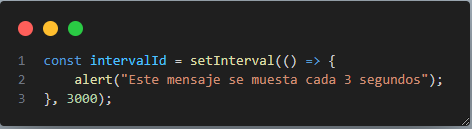 1 const intervalId = setInterval(() => {
2     alert("Este mensaje se muesta cada 3 segundos");
3 }, 3000);